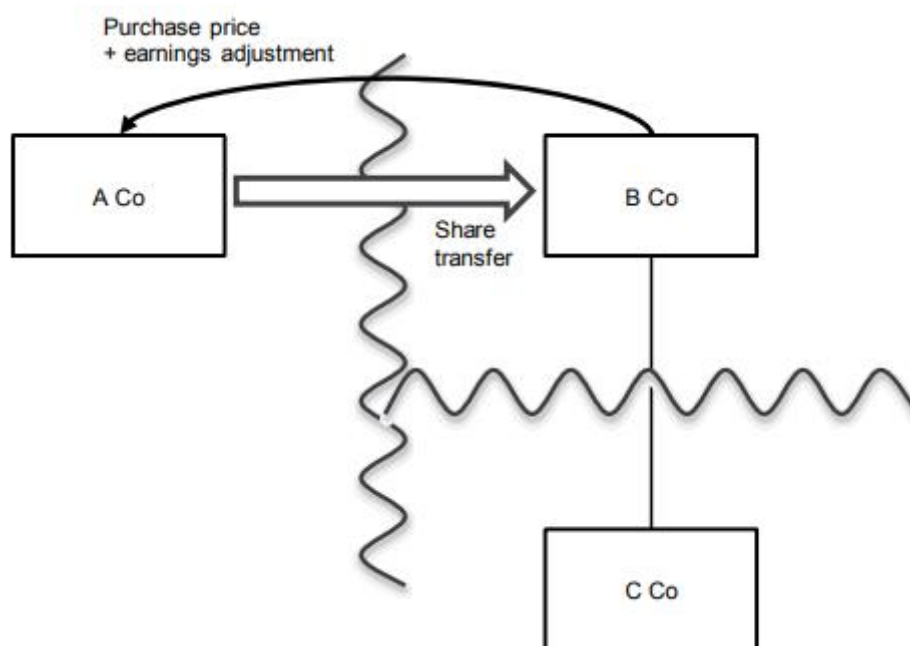 Purchase price
+ earnings adjustment
A Co
B Co
Share
transfer
C Co